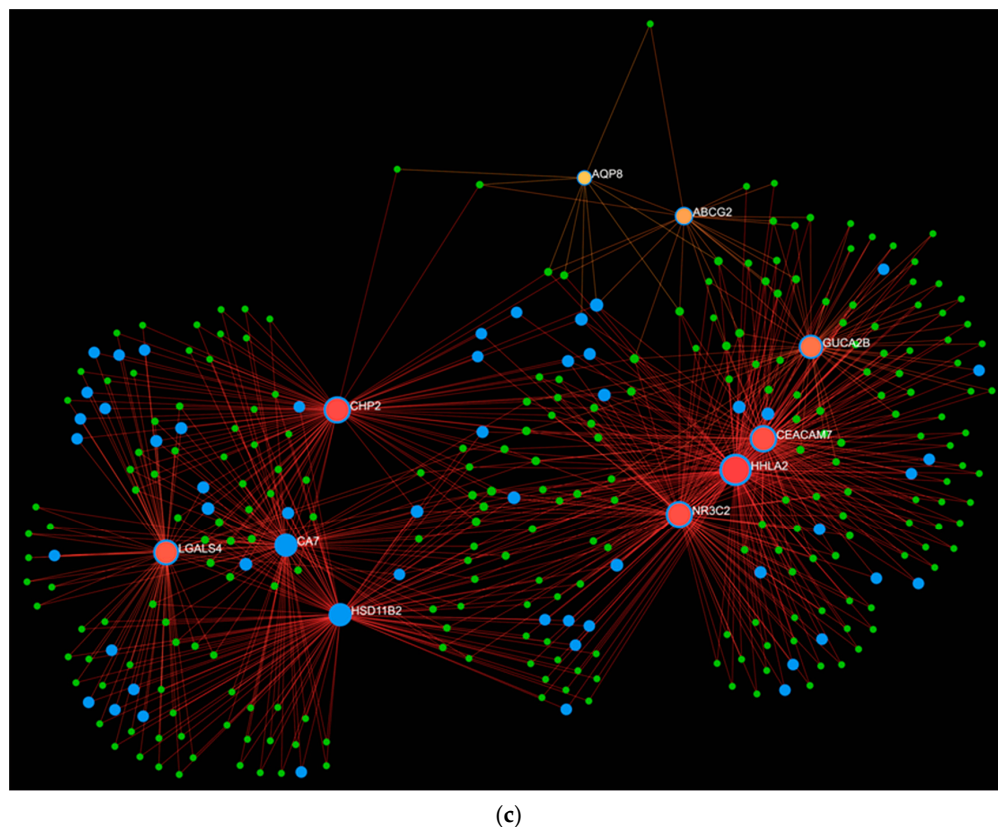 AQP8
ABCG2
GUCA2B
CHP2
CEACAM7
HHLA2
NR3C2
LGALS4
CA7
HSD11B2
(c)